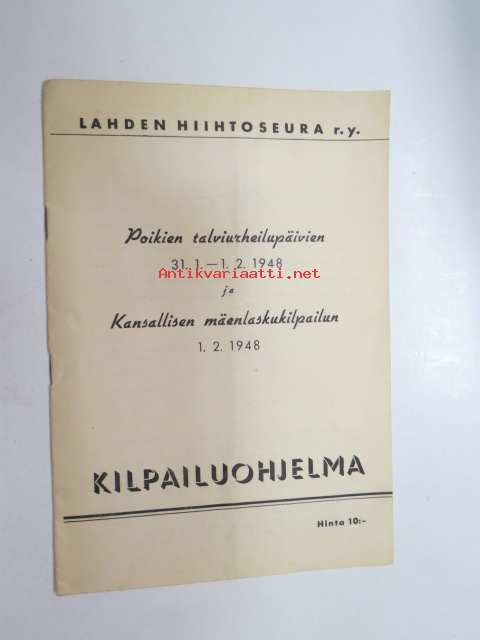 LAHDEN HIIHTOSEURA r.y.
Poikien talviurheilupäivien
31. 1. — 1. 2. 1948
Antikvariaatti.net
ja
Kansallisen mäenlaskukilpailun
1. 2. 1948
KILPAILUOHJELMA
Hinta 10:-